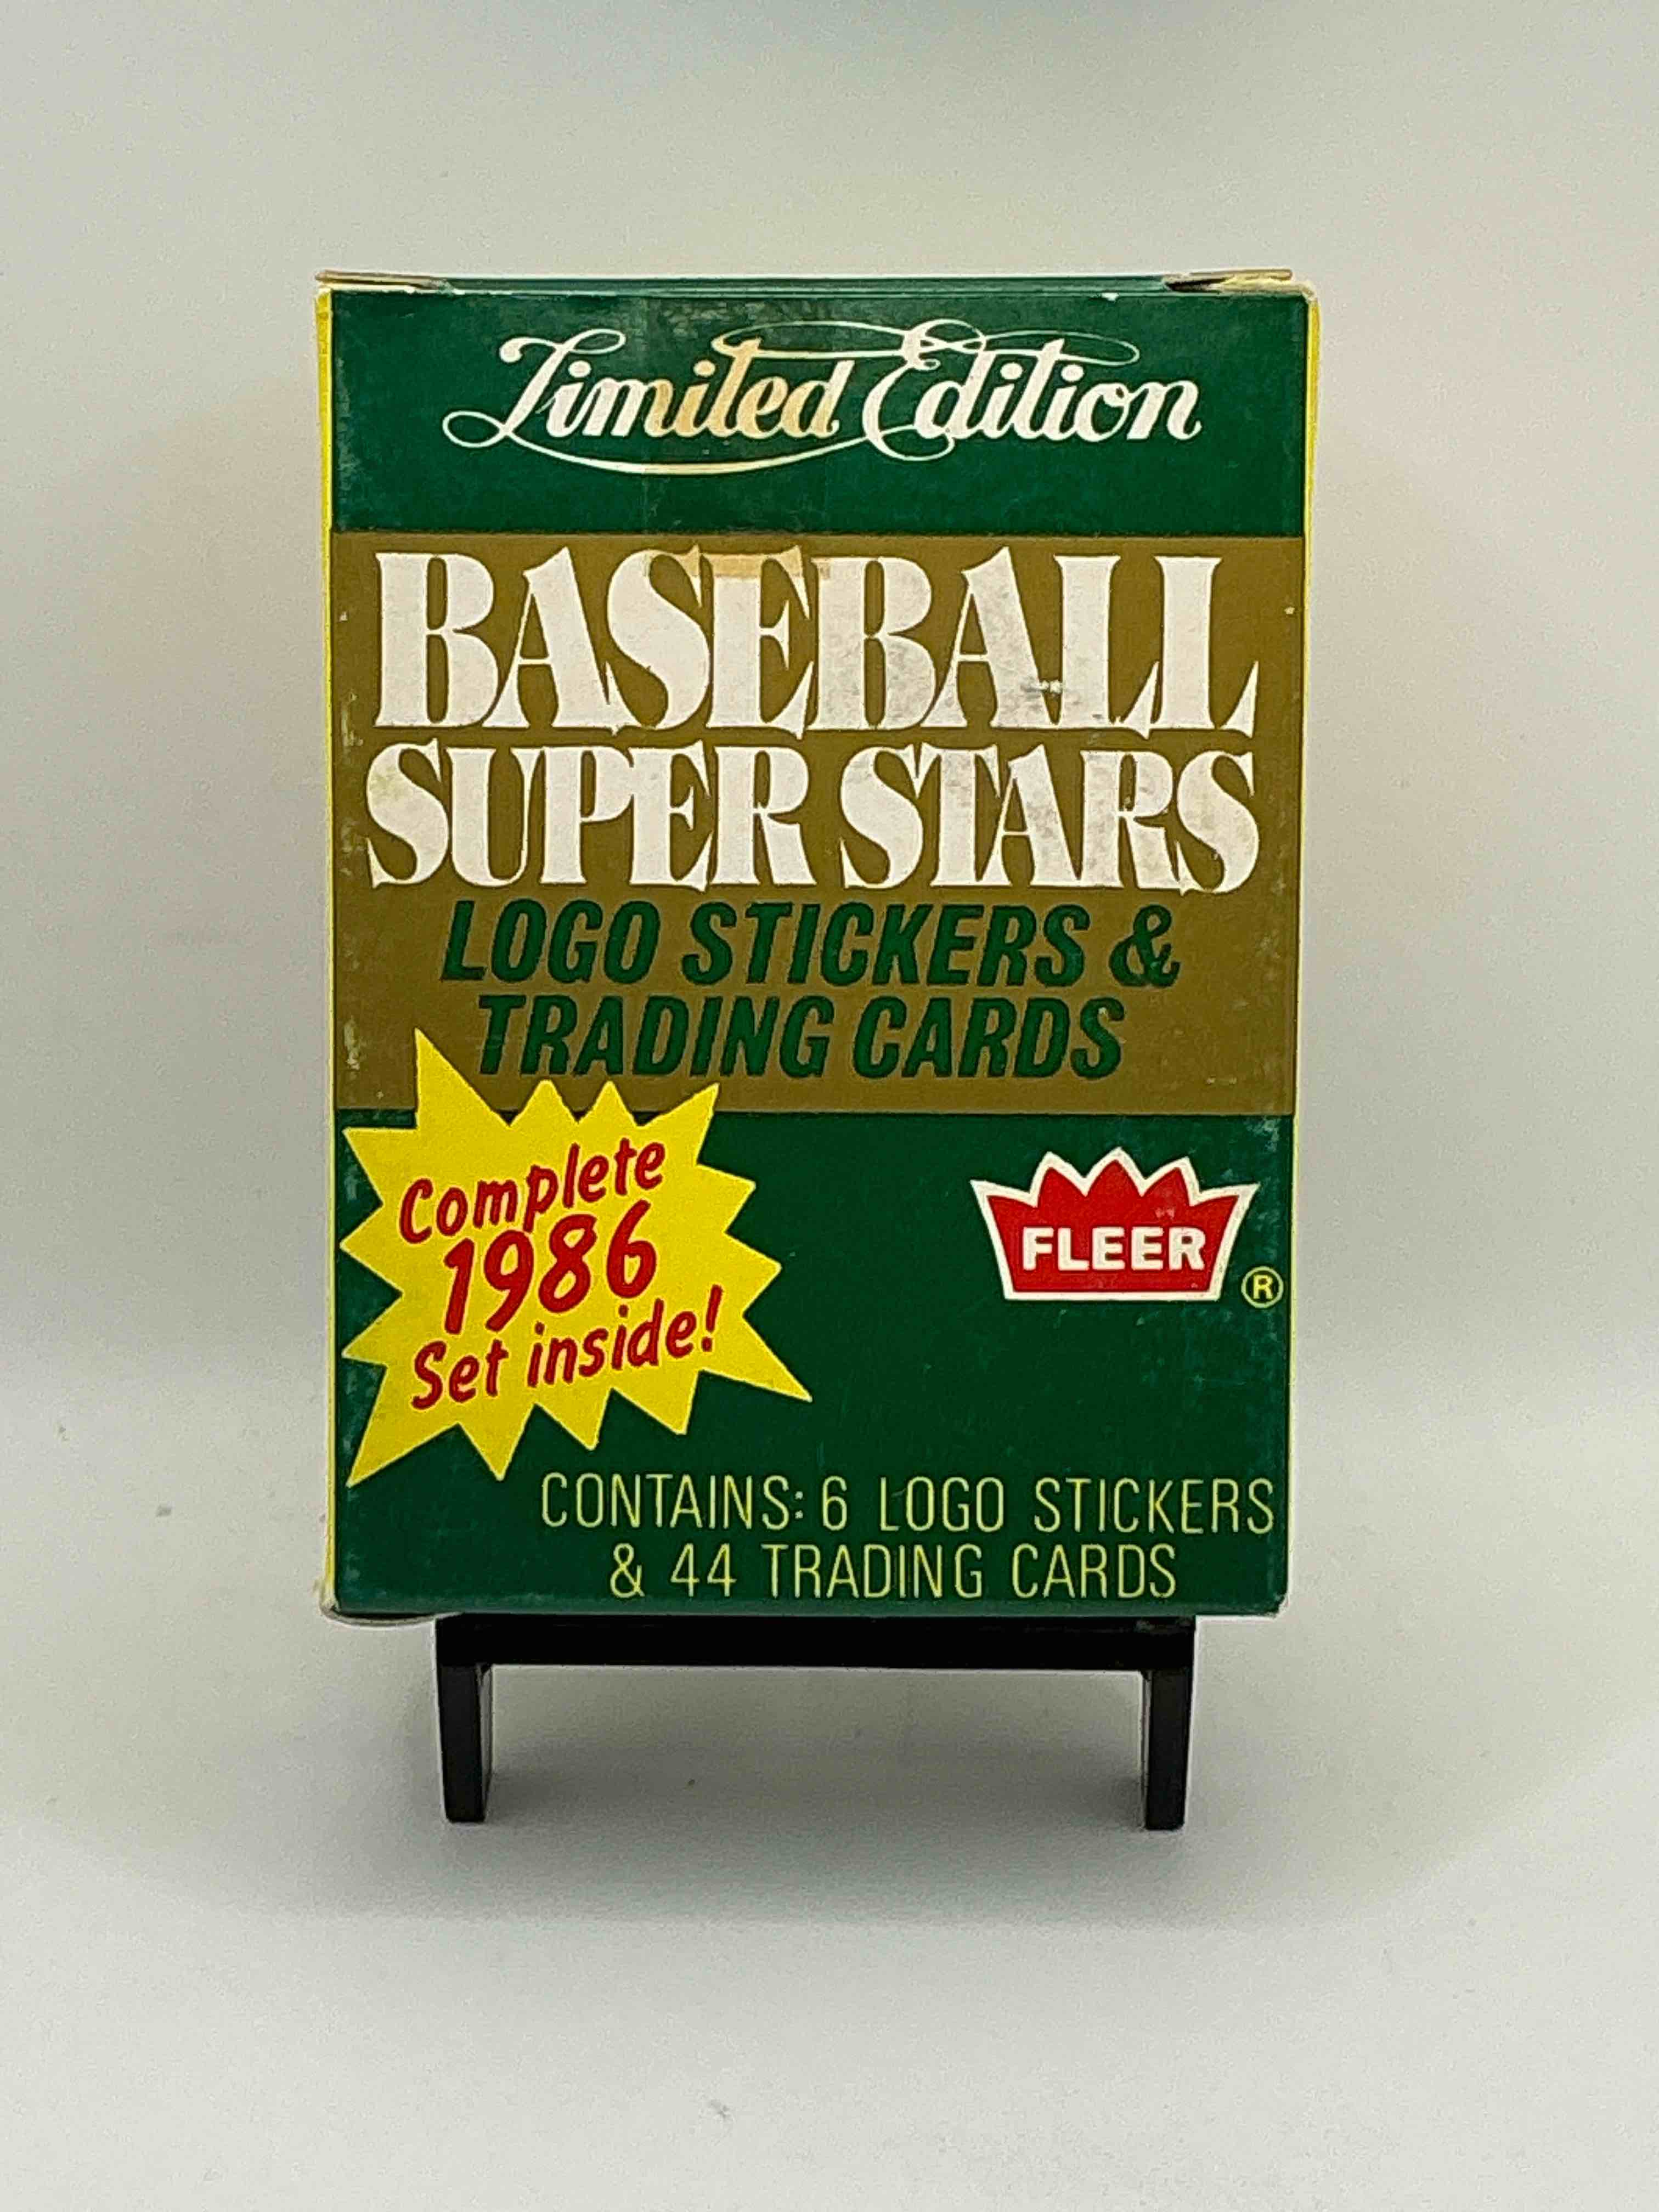 Limited Edition
BASEBALL
SUPER STARS
LOGO STICKERS &
TRADING CARDS
Complete
1986
Set inside!
FLEER
®
CONTAINS: 6 LOGO STICKERS
& 44 TRADING CARDS